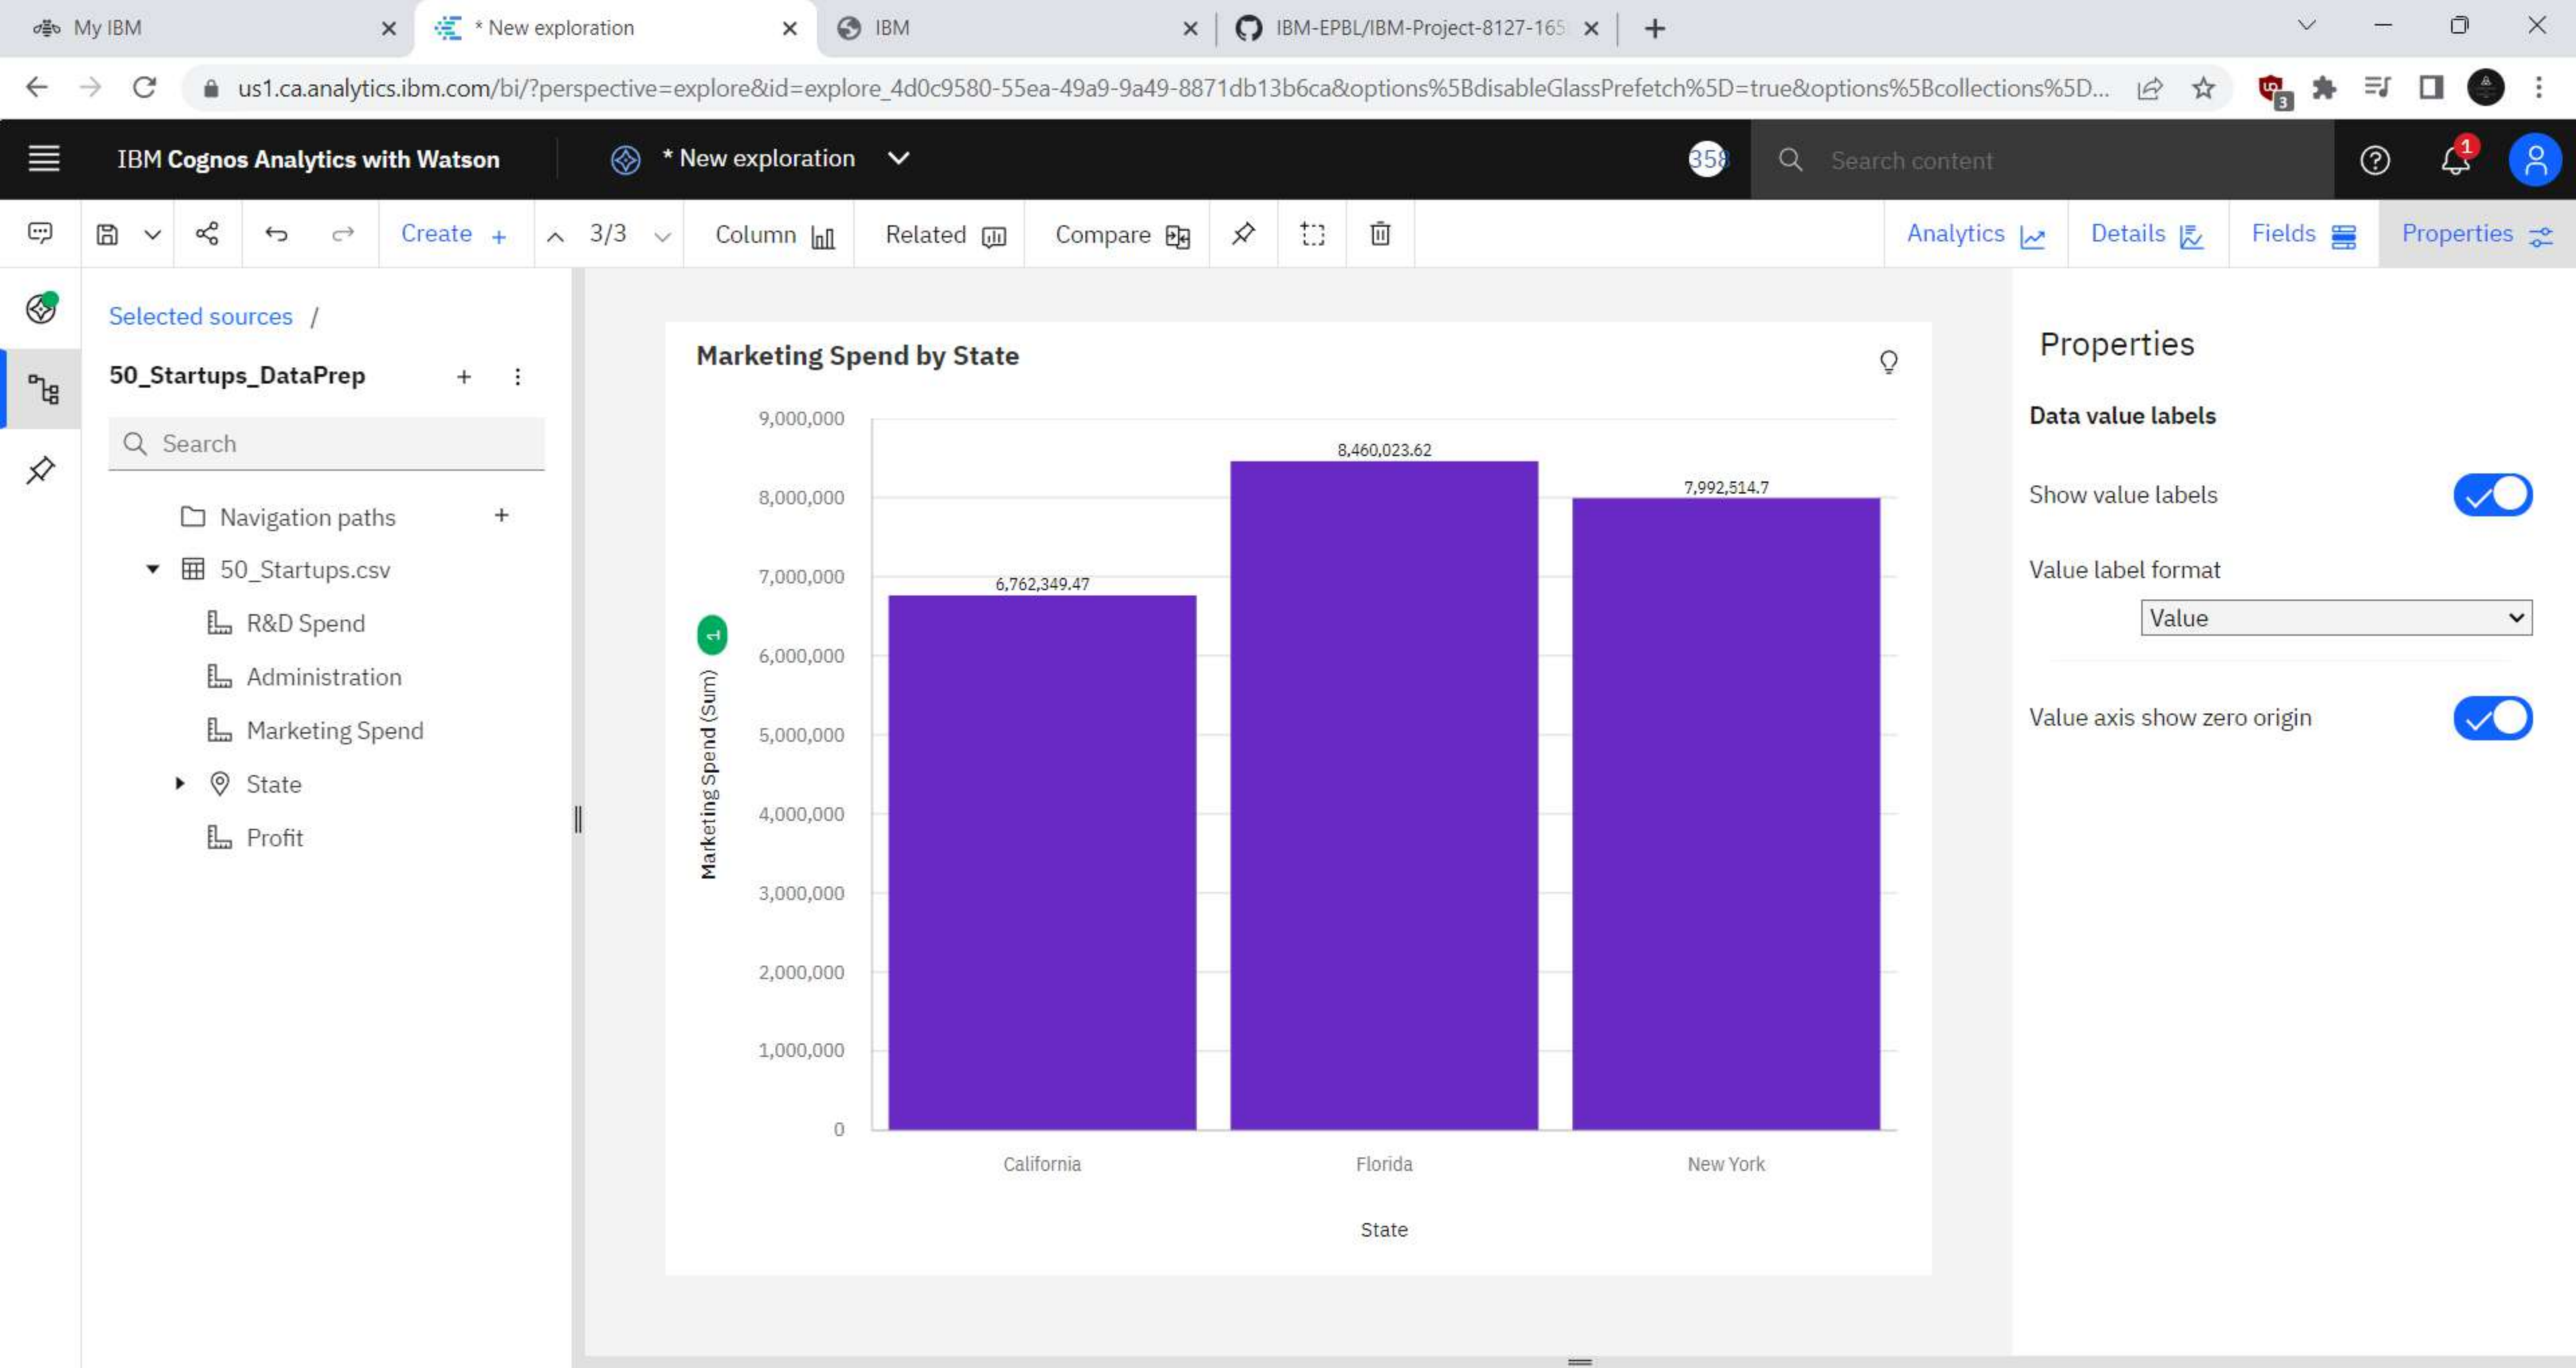 My IBM
* New exploration
IBM
IBM-EPBL/IBM-Project-8127-165
us1.ca.analytics.ibm.com/bi/?perspective=explore&id=explore_4d0c9580-55ea-49a9-9a49-8871db13b6ca&options%5BdisableGlassPrefetch%5D=true&options%5Bcollections%5D...
3
IBM Cognos Analytics with Watson
* New exploration
358
Search content
1
Create +
3/3
Column
Related
Compare
Analytics
Details
Fields
Properties
Selected sources /
50_Startups_DataPrep
Search
Navigation paths
50_Startups.csv
R&D Spend
Administration
Marketing Spend
State
Profit
Marketing Spend by State
9,000,000
8,000,000
7,000,000
6,000,000
5,000,000
4,000,000
3,000,000
2,000,000
1,000,000
0
1
Marketing Spend (Sum)
6,762,349.47
8,460,023.62
7,992,514.7
California
Florida
New York
State
Properties
Data value labels
Show value labels
Value label format
Value
Value axis show zero origin